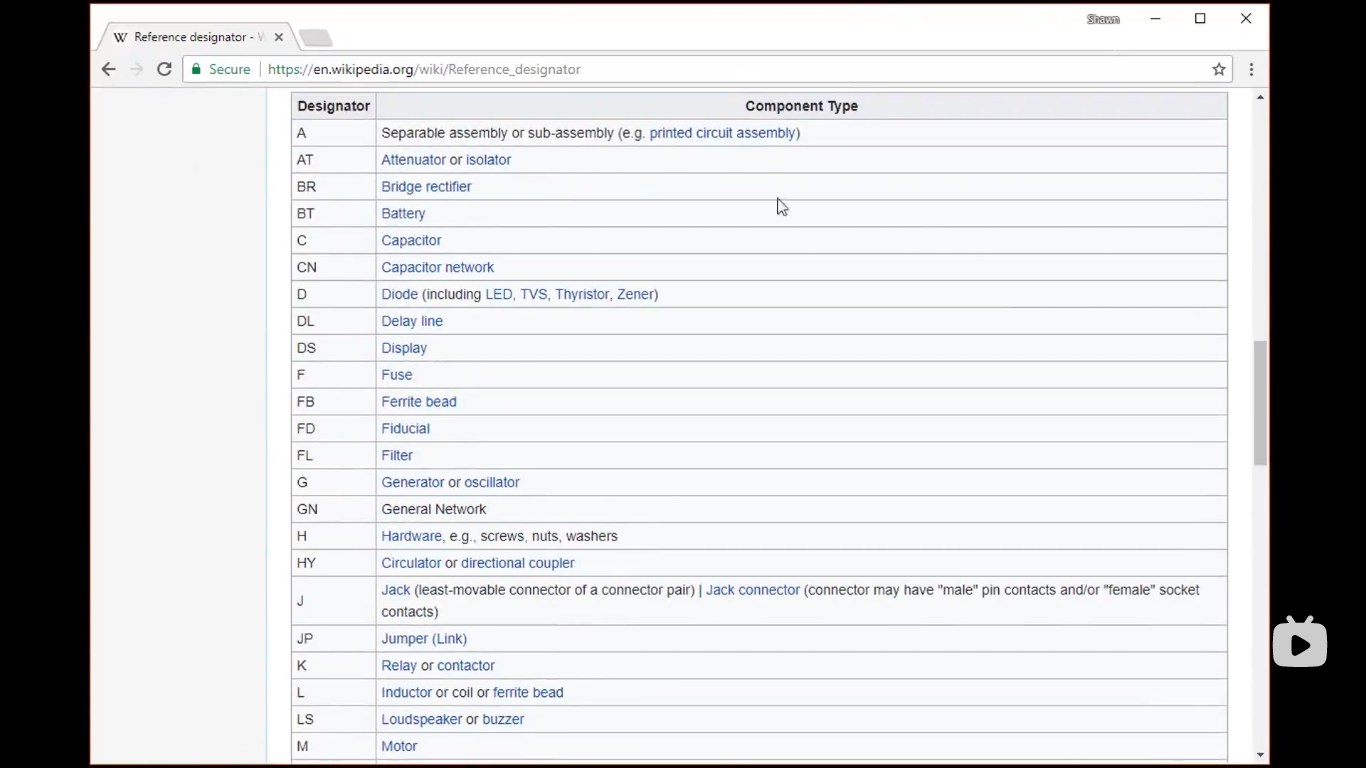 Shawn
W Reference designator - W
Secure https://en.wikipedia.org/wiki/Reference_designator
Designator Component Type
A Separable assembly or sub-assembly (e.g. printed circuit assembly)
AT Attenuator or isolator
BR Bridge rectifier
BT Battery
C Capacitor
CN Capacitor network
D Diode (including LED, TVS, Thyristor, Zener)
DL Delay line
DS Display
F Fuse
FB Ferrite bead
FD Fiducial
FL Filter
G Generator or oscillator
GN General Network
H Hardware, e.g., screws, nuts, washers
HY Circulator or directional coupler
J Jack (least-movable connector of a connector pair) | Jack connector (connector may have "male" pin contacts and/or "female" socket
contacts)
JP Jumper (Link)
K Relay or contactor
L Inductor or coil or ferrite bead
LS Loudspeaker or buzzer
M Motor